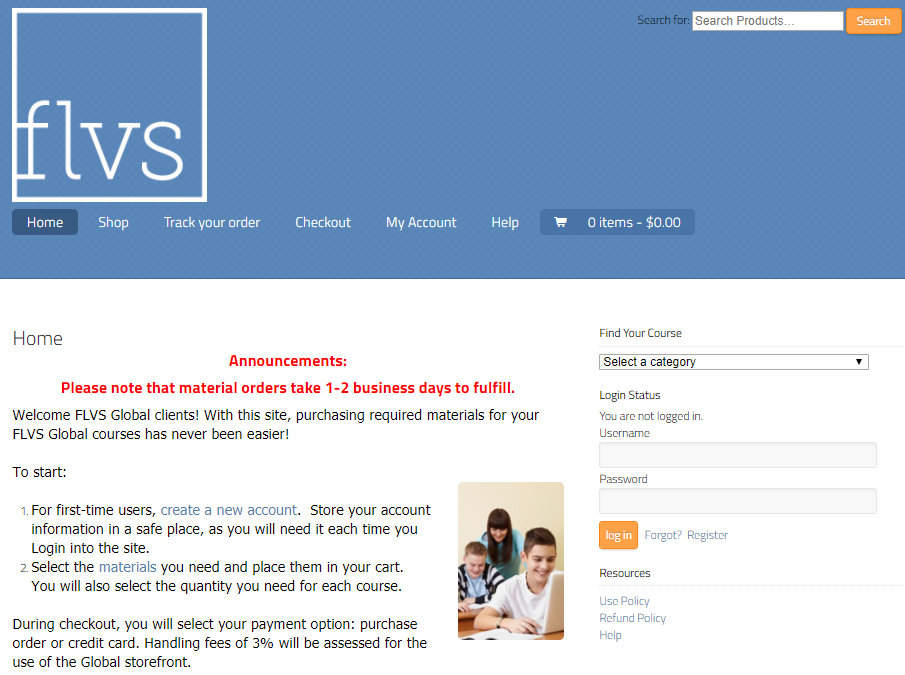 Search for: Search Products... Search
flvs
Home Shop Track your order Checkout My Account Help 0 items - $0.00
Home
Announcements:
Please note that material orders take 1-2 business days to fulfill.
Welcome FLVS Global clients! With this site, purchasing required materials for your
FLVS Global courses has never been easier!
To start:
1. For first-time users, create a new account.  Store your account
information in a safe place, as you will need it each time you
Login into the site.
2. Select the materials you need and place them in your cart.
You will also select the quantity you need for each course.
During checkout, you will select your payment option: purchase
order or credit card. Handling fees of 3% will be assessed for the
use of the Global storefront.
Find Your Course
Select a category
Login Status
You are not logged in.
Username
Password
log in Forgot? Register
Resources
Use Policy
Refund Policy
Help